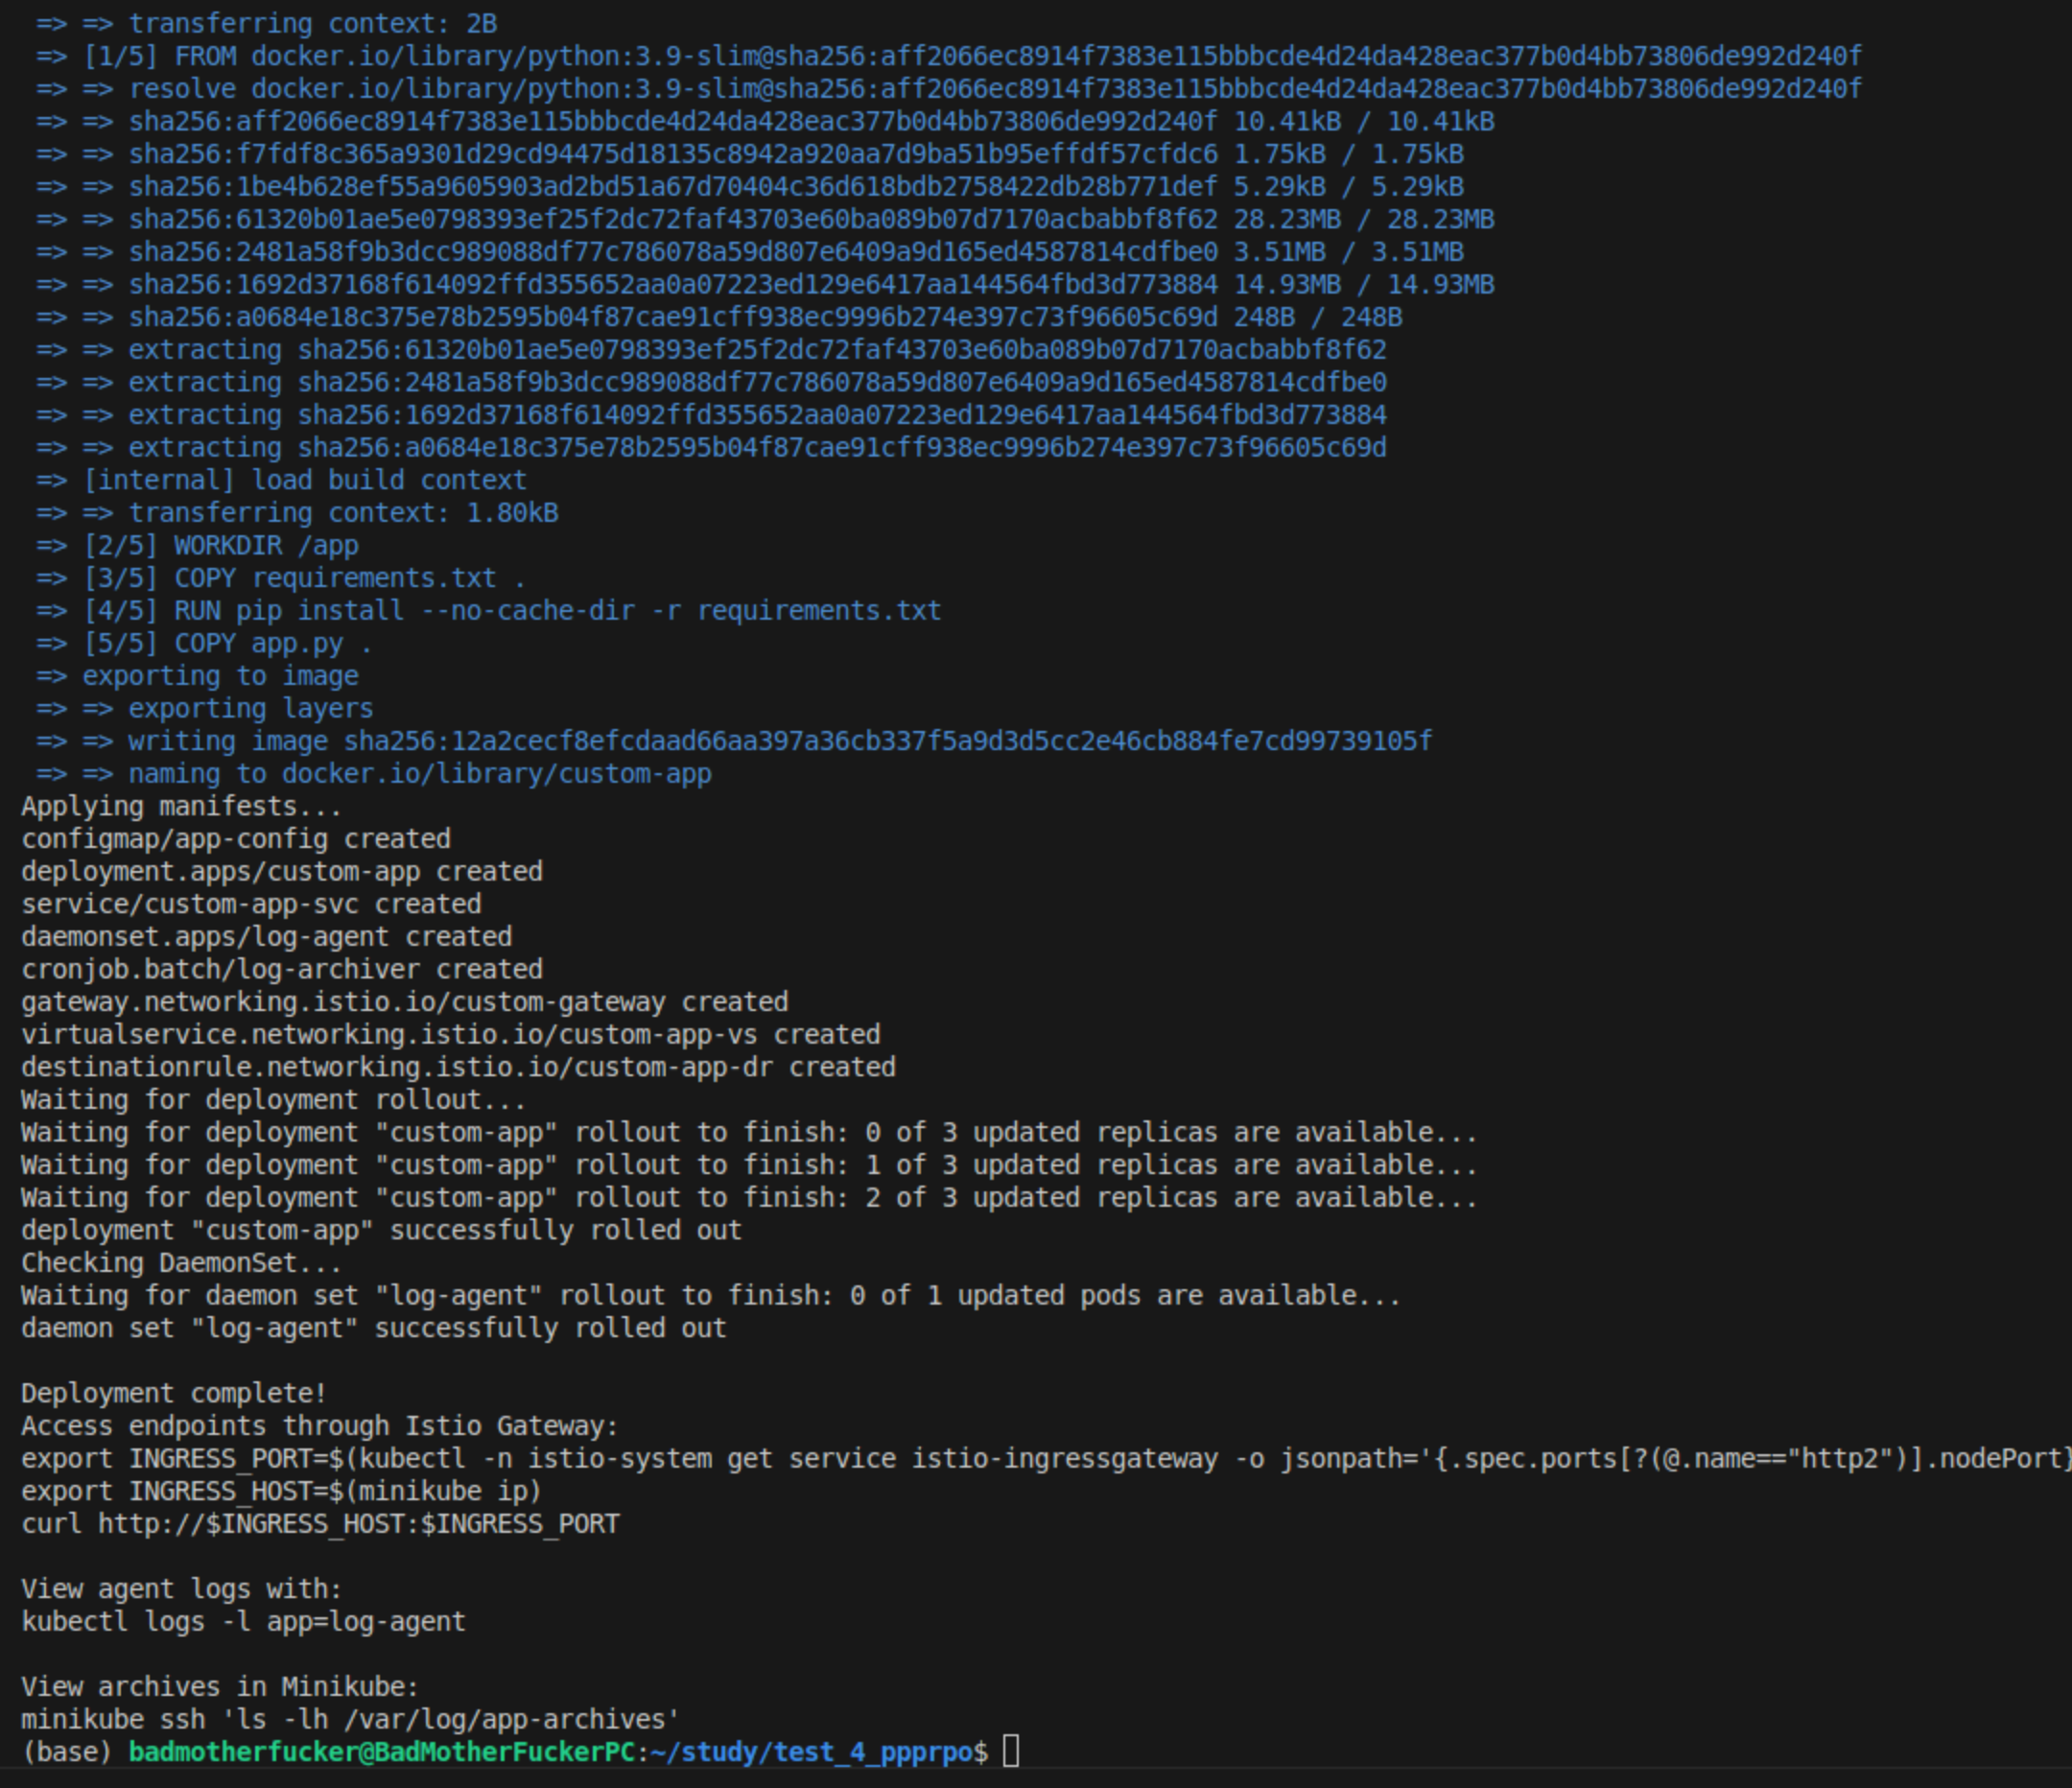 => => transferring context: 2B
=> [1/5] FROM docker.io/library/python:3.9-slim@sha256:aff2066ec8914f7383e115bbbcde4d24da428eac377b0d4bb73806de992d240f
=> => resolve docker.io/library/python:3.9-slim@sha256:aff2066ec8914f7383e115bbbcde4d24da428eac377b0d4bb73806de992d240f
=> => sha256:aff2066ec8914f7383e115bbbcde4d24da428eac377b0d4bb73806de992d240f 10.41kB / 10.41kB
=> => sha256:f7fdf8c365a9301d29cd94475d18135c8942a920aa7d9ba51b95effdf57cfdc6 1.75kB / 1.75kB
=> => sha256:1be4b628ef55a9605903ad2bd51a67d70404c36d618bdb2758422db28b771def 5.29kB / 5.29kB
=> => sha256:61320b01ae5e0798393ef25f2dc72faf43703e60ba089b07d7170acbabbf8f62 28.23MB / 28.23MB
=> => sha256:2481a58f9b3dcc989088df77c786078a59d807e6409a9d165ed4587814cdfbe0 3.51MB / 3.51MB
=> => sha256:1692d37168f614092ffd355652aa0a07223ed129e6417aa144564fbd3d773884 14.93MB / 14.93MB
=> => sha256:a0684e18c375e78b2595b04f87cae91cff938ec9996b274e397c73f96605c69d 248B / 248B
=> => extracting sha256:61320b01ae5e0798393ef25f2dc72faf43703e60ba089b07d7170acbabbf8f62
=> => extracting sha256:2481a58f9b3dcc989088df77c786078a59d807e6409a9d165ed4587814cdfbe0
=> => extracting sha256:1692d37168f614092ffd355652aa0a07223ed129e6417aa144564fbd3d773884
=> => extracting sha256:a0684e18c375e78b2595b04f87cae91cff938ec9996b274e397c73f96605c69d
=> [internal] load build context
=> => transferring context: 1.80kB
=> [2/5] WORKDIR /app
=> [3/5] COPY requirements.txt .
=> [4/5] RUN pip install --no-cache-dir -r requirements.txt
=> [5/5] COPY app.py .
=> exporting to image
=> => exporting layers
=> => writing image sha256:12a2cecf8efcdaad66aa397a36cb337f5a9d3d5cc2e46cb884fe7cd99739105f
=> => naming to docker.io/library/custom-app
Applying manifests...
configmap/app-config created
deployment.apps/custom-app created
service/custom-app-svc created
daemonset.apps/log-agent created
cronjob.batch/log-archiver created
gateway.networking.istio.io/custom-gateway created
virtualservice.networking.istio.io/custom-app-vs created
destinationrule.networking.istio.io/custom-app-dr created
Waiting for deployment rollout...
Waiting for deployment "custom-app" rollout to finish: 0 of 3 updated replicas are available...
Waiting for deployment "custom-app" rollout to finish: 1 of 3 updated replicas are available...
Waiting for deployment "custom-app" rollout to finish: 2 of 3 updated replicas are available...
deployment "custom-app" successfully rolled out
Checking DaemonSet...
Waiting for daemon set "log-agent" rollout to finish: 0 of 1 updated pods are available...
daemon set "log-agent" successfully rolled out
Deployment complete!
Access endpoints through Istio Gateway:
export INGRESS_PORT=$(kubectl -n istio-system get service istio-ingressgateway -o jsonpath='{.spec.ports[?(@.name=="http2")].nodePort}
export INGRESS_HOST=$(minikube ip)
curl http://$INGRESS_HOST:$INGRESS_PORT
View agent logs with:
kubectl logs -l app=log-agent
View archives in Minikube:
minikube ssh 'ls -lh /var/log/app-archives'
(base) badmotherfucker@BadMotherFuckerPC:~/study/test_4_ppprpo$